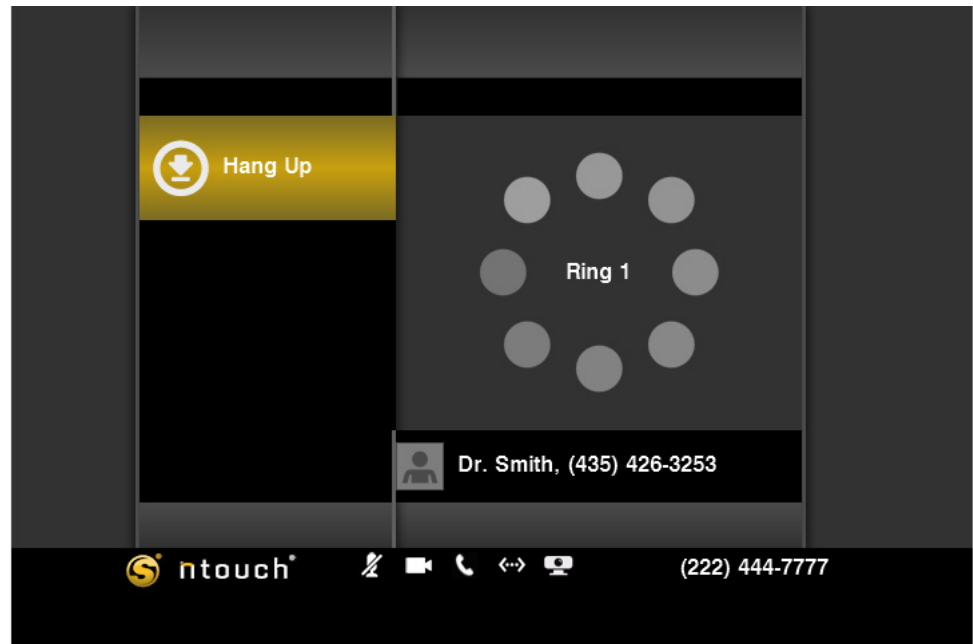 Hang Up
Ring 1
Dr. Smith, (435) 426-3253
ntouch (222) 444-7777